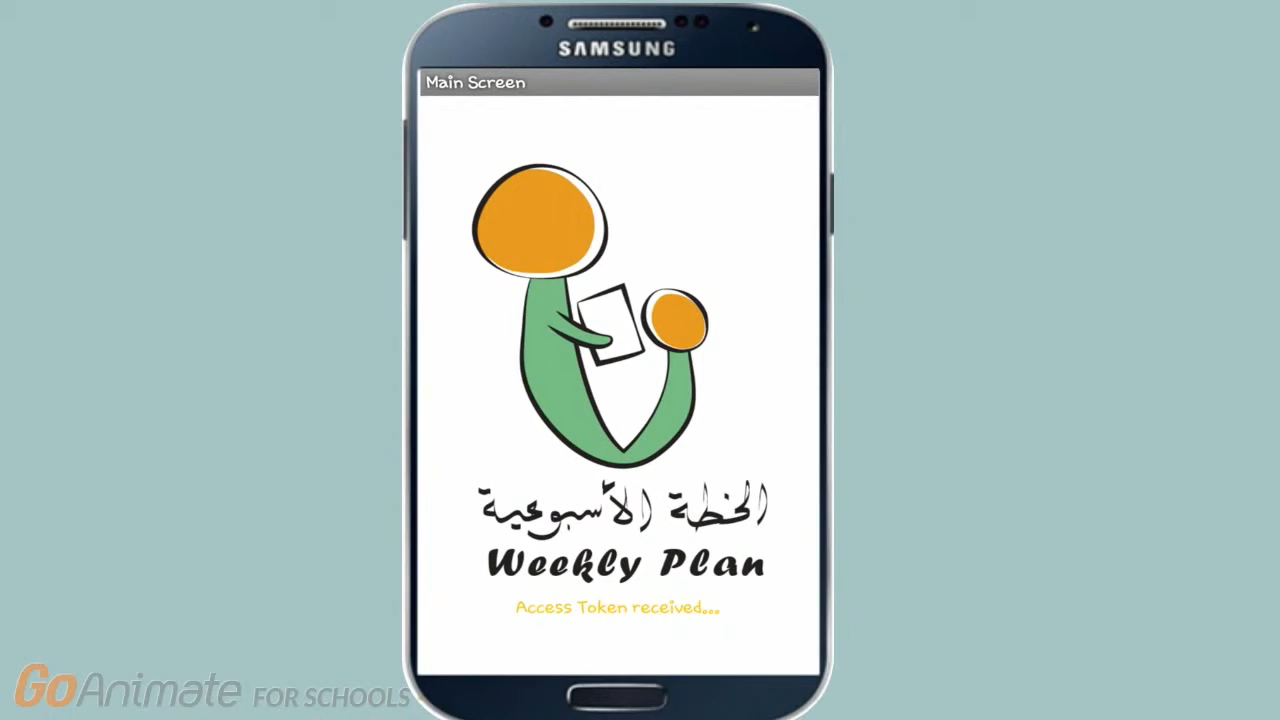 SAMSUNG
Main Screen
الخطة الأسبوعية
Weekly Plan
Access Token received...
GoAnimate FOR SCHOOLS